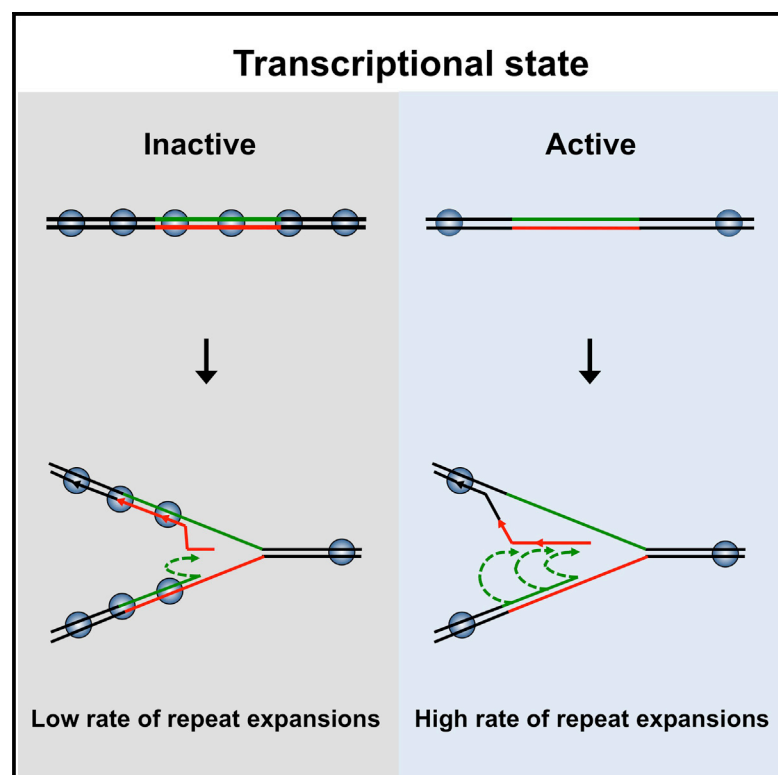 Transcriptional state
Inactive
Active
Low rate of repeat expansions
High rate of repeat expansions